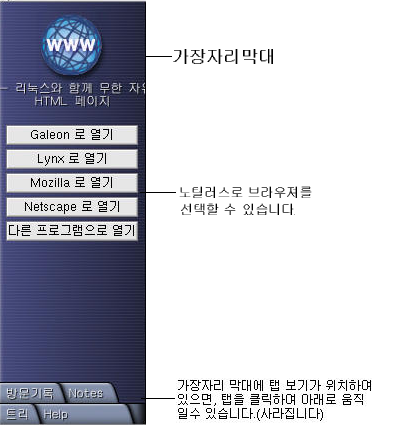 www
가장자리막대
- 리눅스와 함께 무한 자유
HTML 페이지
Galeon 로 열기
Lynx 로 열기
Mozilla 로 열기
노틸러스로 브라우져를
Netscape 로 열기
선택할 수 있습니다.
다른 프로그램으로 열기
방문기록 Notes
트리 Help
가장자리 막대에 탭 보기가 위치하여
있으면, 탭을 클릭하여 아래로 움직
일수 있습니다.(사라집니다)